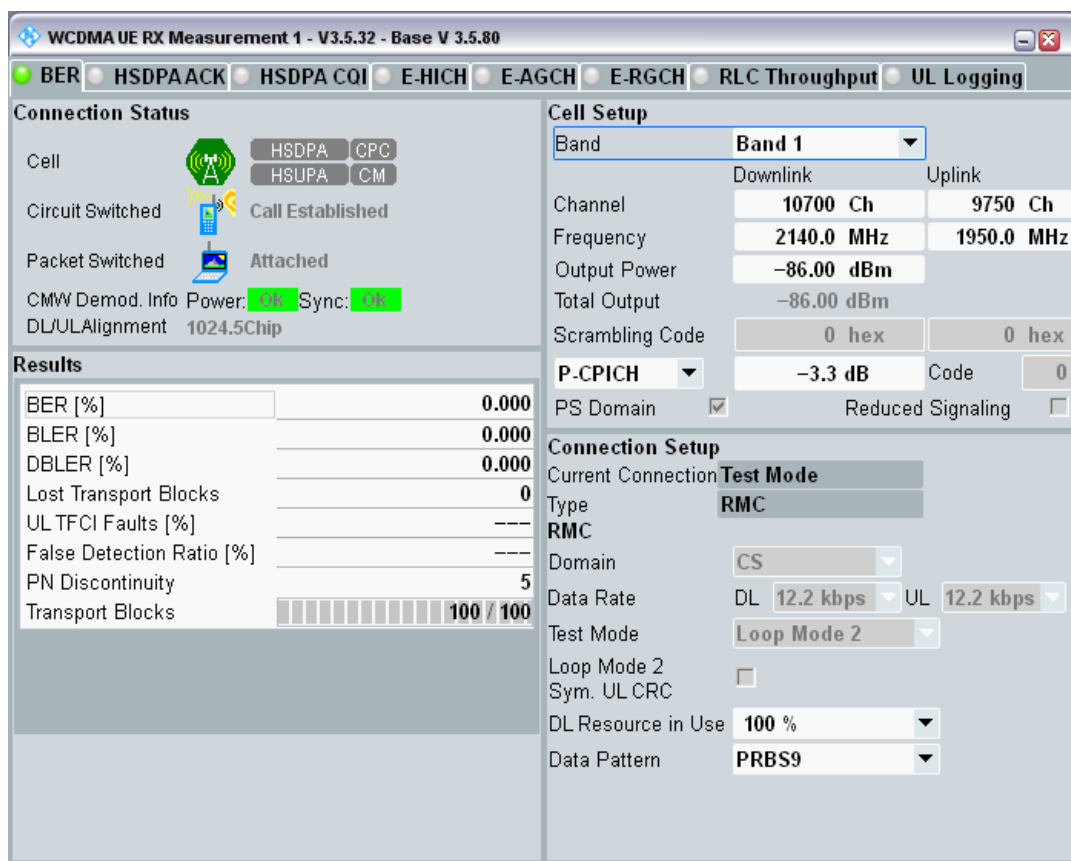 WCDMA UE RX Measurement 1 - V3.5.32 - Base V 3.5.80
BER HSDPA ACK HSDPA CQI E-HICH E-AGCH E-RGCH RLC Throughput UL Logging
Connection Status
Cell HSDPA CPC
HSUPA CM
Circuit Switched Call Established
Packet Switched Attached
CMW Demod. Info Power: Ok Sync: Ok
DL/ULAlignment 1024.5Chip
Results
BER [%] 0.000
BLER [%] 0.000
DBLER [%] 0.000
Lost Transport Blocks 0
UL TFCI Faults [%] ---
False Detection Ratio [%] ---
PN Discontinuity 5
Transport Blocks 100 / 100
Cell Setup
Band Band 1
Downlink Uplink
Channel 10700 Ch 9750 Ch
Frequency 2140.0 MHz 1950.0 MHz
Output Power −86.00 dBm
Total Output −86.00 dBm
Scrambling Code 0 hex 0 hex
P-CPICH −3.3 dB Code 0
PS Domain Reduced Signaling
Connection Setup
Current Connection Test Mode
Type RMC
RMC
Domain CS
Data Rate DL 12.2 kbps UL 12.2 kbps
Test Mode Loop Mode 2
Loop Mode 2
Sym. UL CRC
DL Resource in Use 100 %
Data Pattern PRBS9